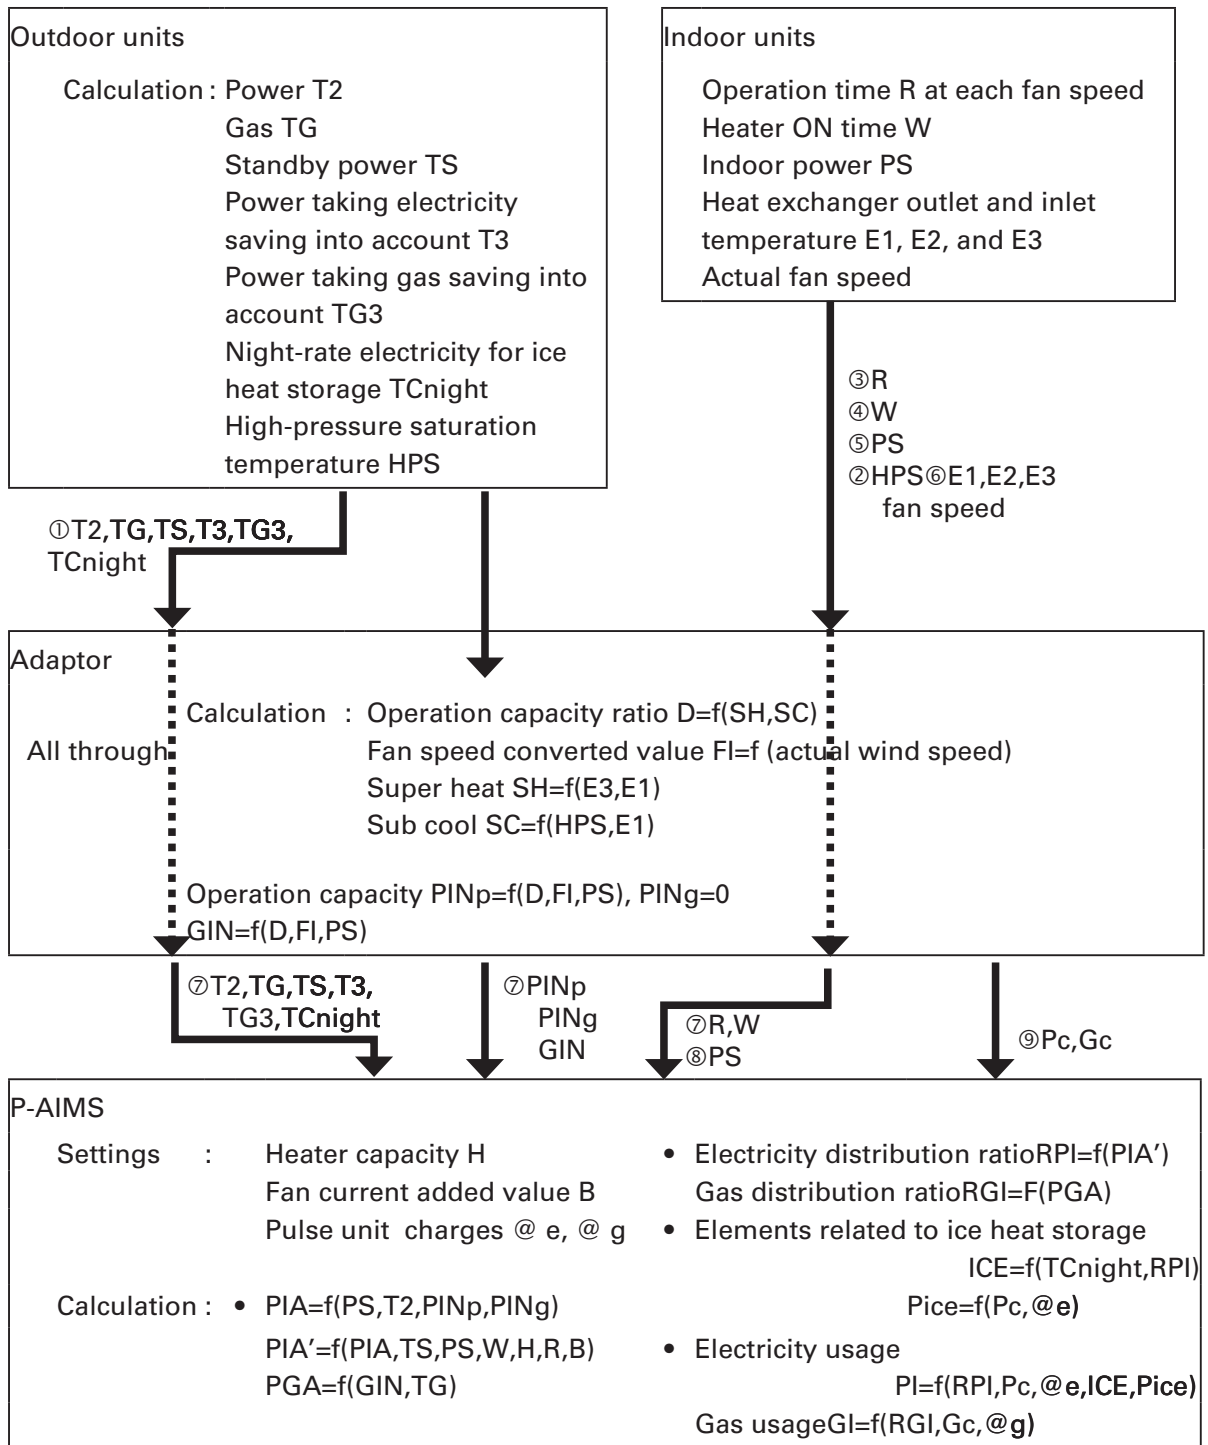 Outdoor units
Calculation : Power T2
Gas TG
Standby power TS
Power taking electricity
saving into account T3
Power taking gas saving into
account TG3
Night-rate electricity for ice
heat storage TCnight
High-pressure saturation
temperature HPS
Indoor units
Operation time R at each fan speed
Heater ON time W
Indoor power PS
Heat exchanger outlet and inlet
temperature E1, E2, and E3
Actual fan speed
①T2,TG,TS,T3,TG3,
TCnight
③R
④W
⑤PS
②HPS⑥E1,E2,E3
fan speed
Adaptor
All through
Calculation : Operation capacity ratio D=f(SH,SC)
Fan speed converted value FI=f (actual wind speed)
Super heat SH=f(E3,E1)
Sub cool SC=f(HPS,E1)
Operation capacity PINp=f(D,FI,PS), PINg=0
GIN=f(D,FI,PS)
⑦T2,TG,TS,T3,
TG3,TCnight
⑦PINp
PINg
GIN
⑦R,W
⑧PS
⑨Pc,Gc
P-AIMS
Settings : Heater capacity H
Fan current added value B
Pulse unit charges @ e, @ g
Calculation : • PIA=f(PS,T2,PINp,PINg)
PIA’=f(PIA,TS,PS,W,H,R,B)
PGA=f(GIN,TG)
• Electricity distribution ratioRPI=f(PIA’)
Gas distribution ratioRGI=F(PGA)
• Elements related to ice heat storage
ICE=f(TCnight,RPI)
Pice=f(Pc,@e)
• Electricity usage
PI=f(RPI,Pc,@e,ICE,Pice)
Gas usageGI=f(RGI,Gc,@g)